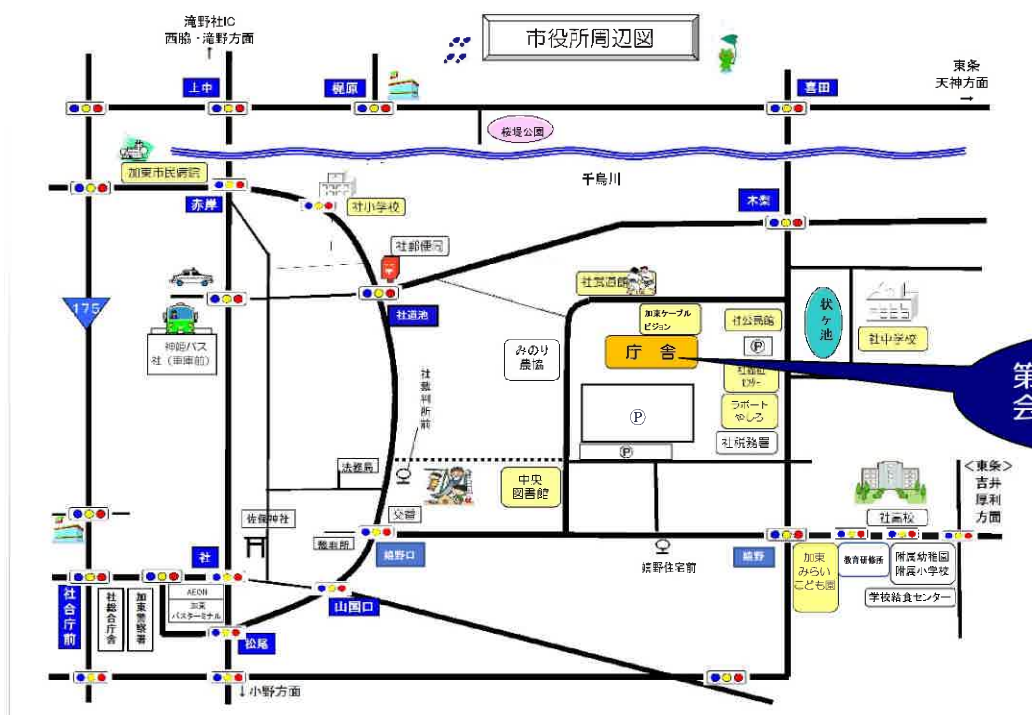 市役所周辺図
滝野社IC
西脇・滝野方面
↑
東条
天神方面
→
上中
梶原
喜田
桜堤公園
加東市民病院
千鳥川
赤岸
社小学校
木梨
社郵便局
175
社道池
神姫バス
社（車庫前）
みのり
農協
加東ケーブル
ビジョン
社公民館
庁舎
Ⓟ
状ヶ池
社中学校
第
会
社裁判所前
ラポート
やしろ
社税務署
Ⓟ
Ⓟ
法務局
中央
図書館
佐保神社
交番
裁判所
嬉野口
嬉野住宅前
嬉野
社高校
＜東条＞
吉井
厚利
方面
社
加東
みらい
こども園
教育研修所
附属幼稚園
附属小学校
学校給食センター
社合庁前
社総合庁舎
加東警察署
AEON
加東
バスターミナル
山国口
松尾
↓小野方面